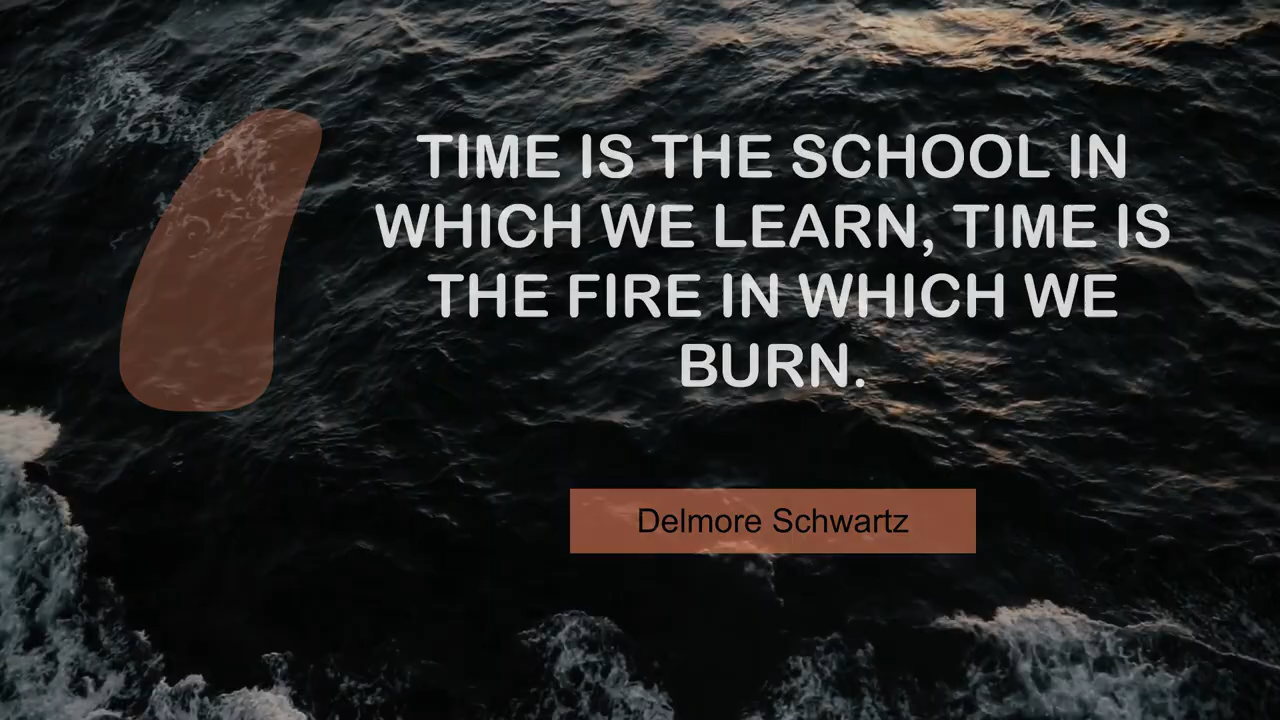 TIME IS THE SCHOOL IN
WHICH WE LEARN, TIME IS
THE FIRE IN WHICH WE
BURN.
Delmore Schwartz